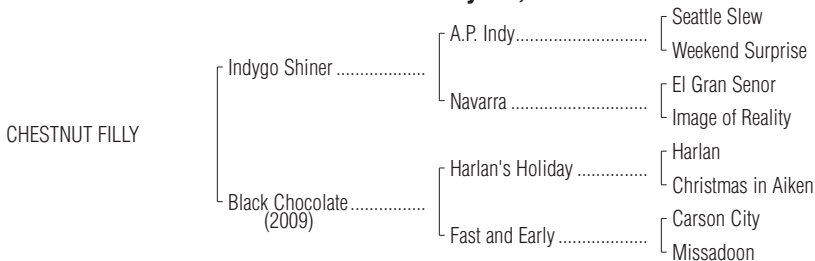 Seattle Slew
A.P. Indy
Weekend Surprise
Indygo Shiner
El Gran Senor
Navarra
Image of Reality
CHESTNUT FILLY
Harlan
Harlan's Holiday
Christmas in Aiken
Black Chocolate
(2009)
Carson City
Fast and Early
Missadoon